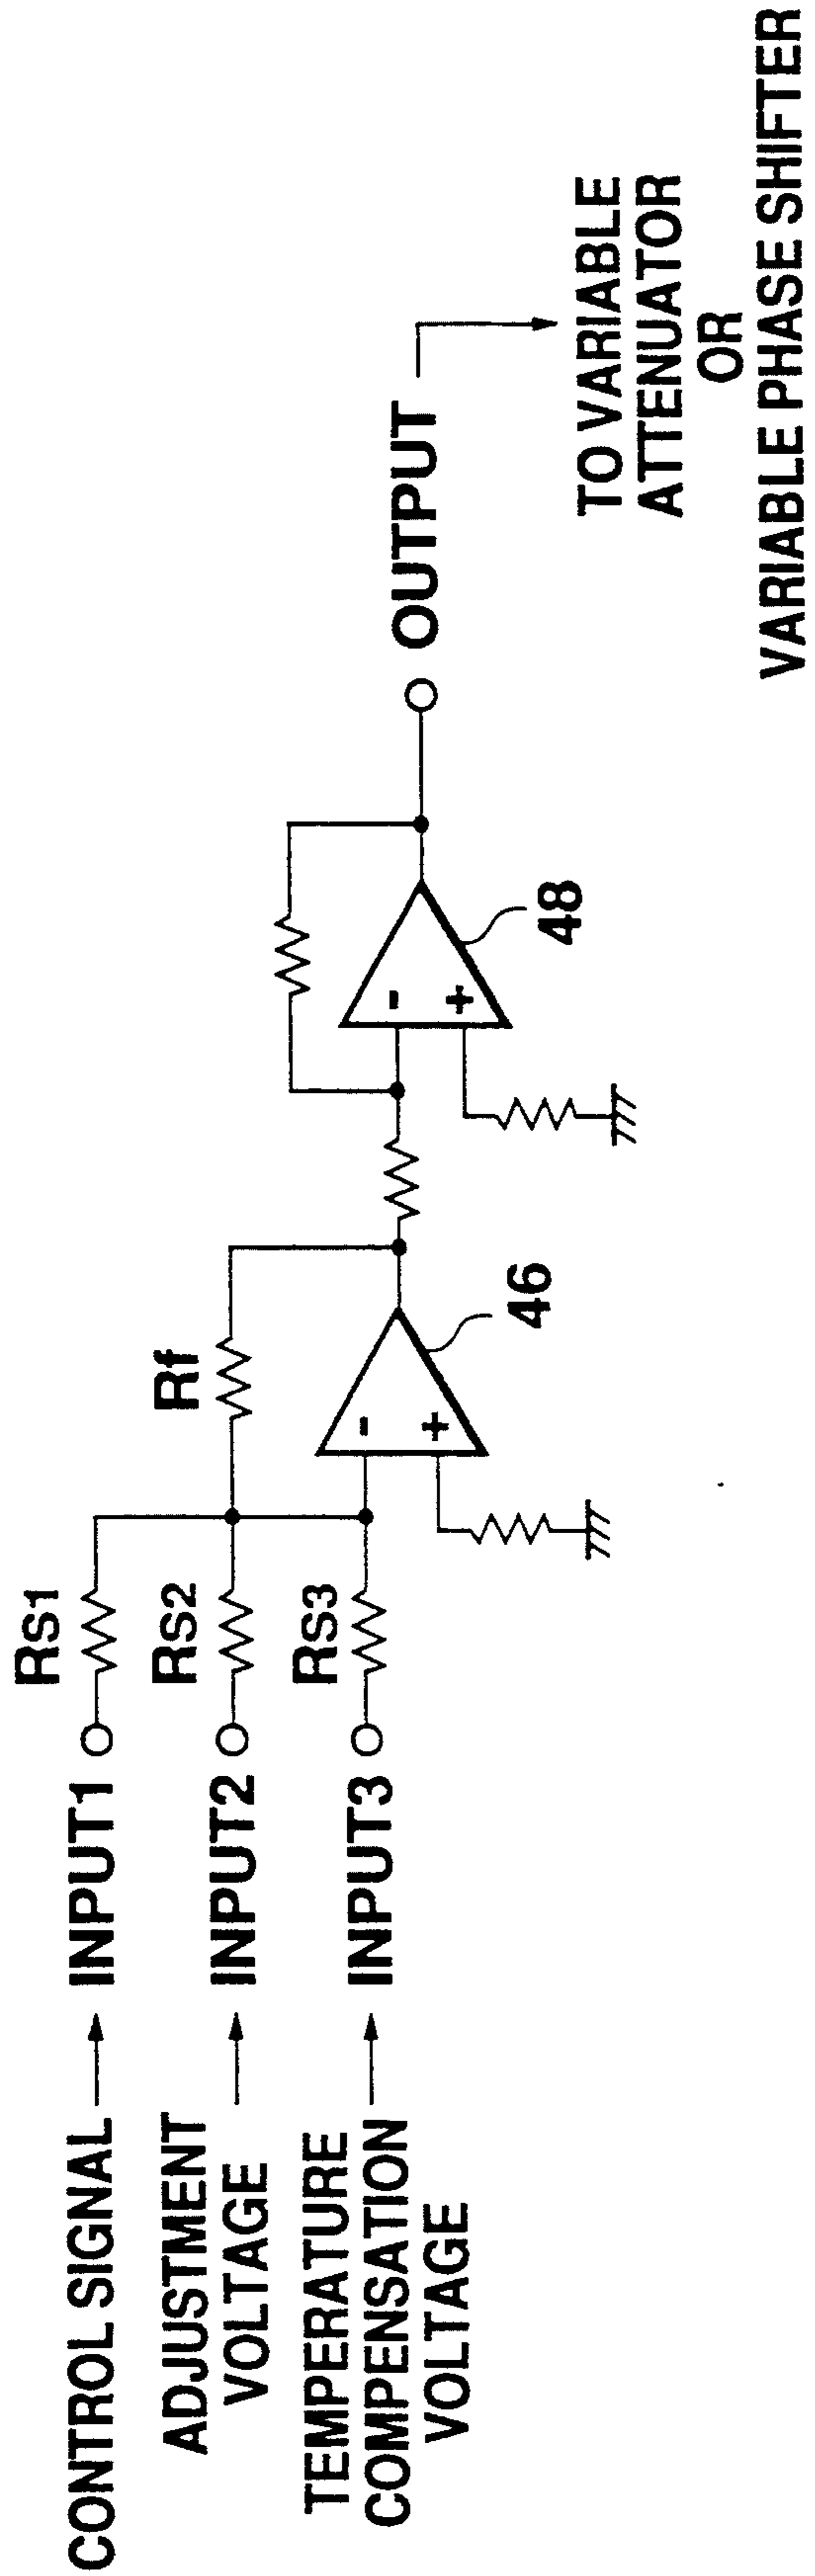 CONTROL SIGNAL
INPUT1
RS1
ADJUSTMENT
VOLTAGE
INPUT2
RS2
Rf
TEMPERATURE
COMPENSATION
VOLTAGE
INPUT3
RS3
-
+
46
-
+
48
OUTPUT
TO VARIABLE
ATTENUATOR
OR
VARIABLE PHASE SHIFTER